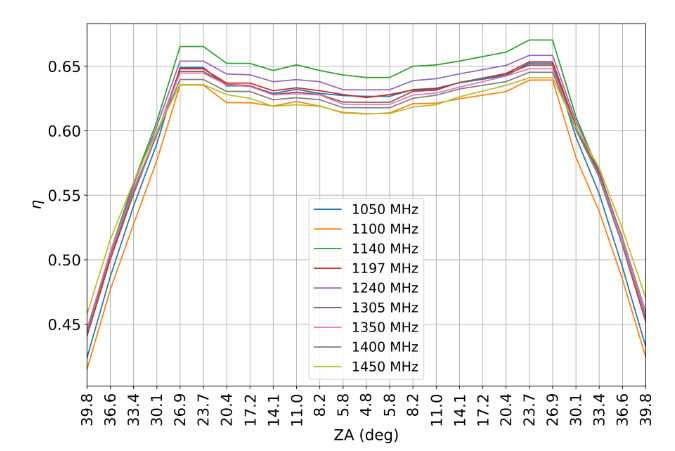 0.65
0.60
0.55
0.50
0.45
η
1050 MHz
1100 MHz
1140 MHz
1197 MHz
1240 MHz
1305 MHz
1350 MHz
1400 MHz
1450 MHz
39.8 36.6 33.4 30.1 26.9 23.7 20.4 17.2 14.1 11.0 8.2 5.8 4.8 5.8 8.2 11.0 14.1 17.2 20.4 23.7 26.9 30.1 33.4 36.6 39.8
ZA (deg)